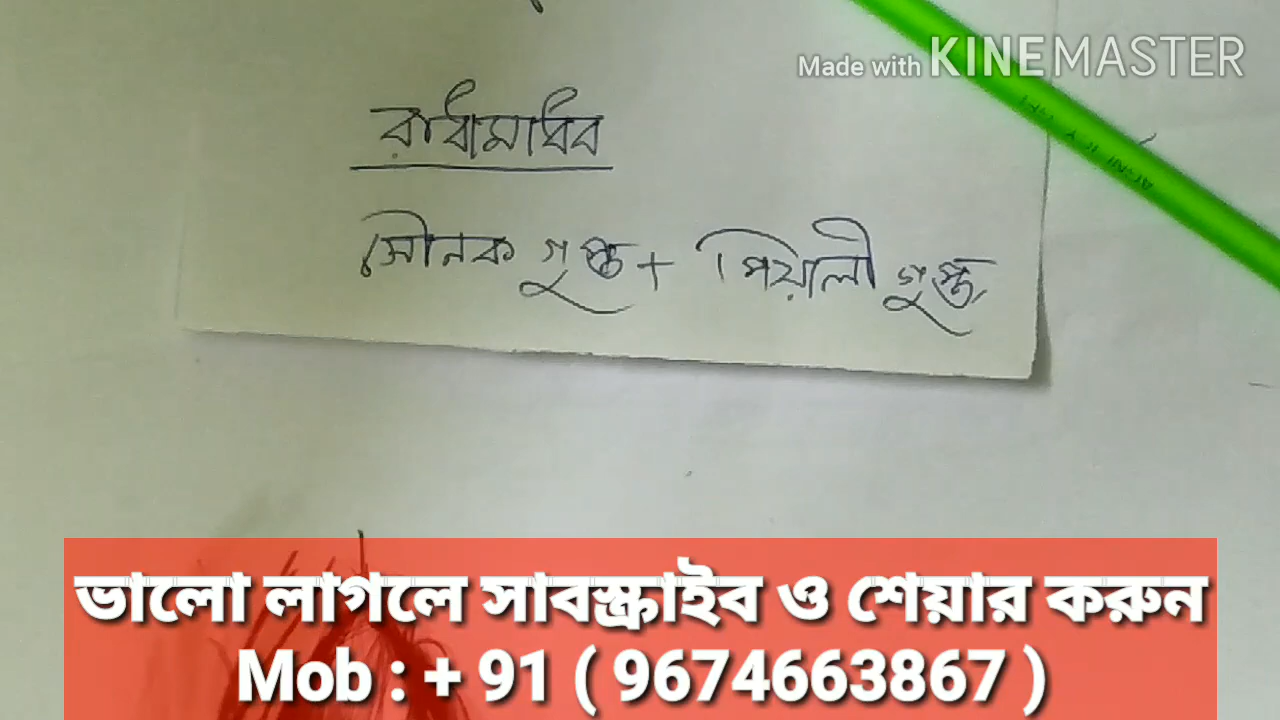 Made with KINEMASTER
রাধামাধব
সৌনক গুপ্ত + পিয়ালী গুপ্ত
ভালো লাগলে সাবস্ক্রাইব ও শেয়ার করুন
Mob : + 91 ( 9674663867 )